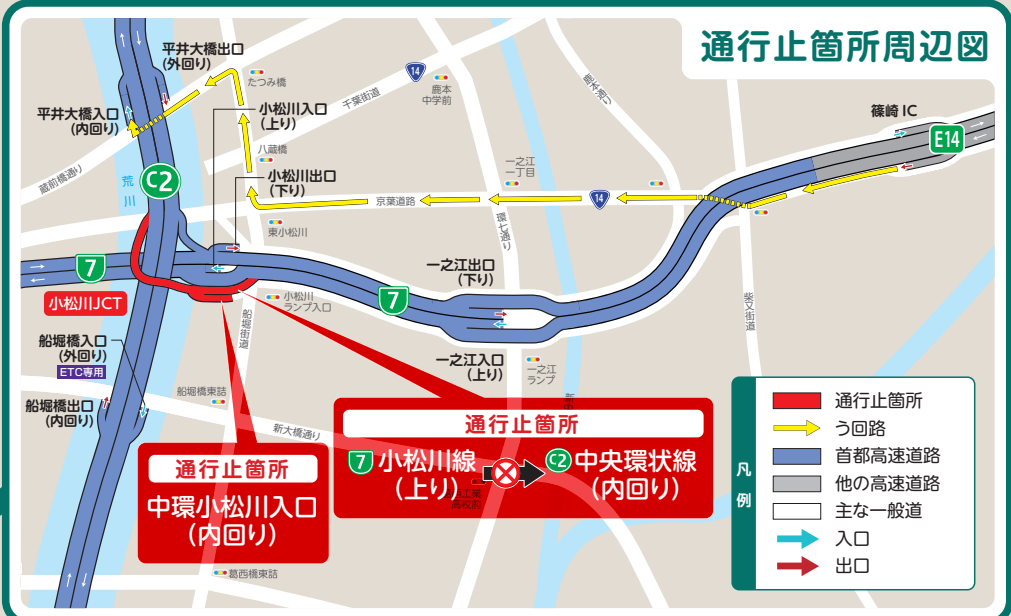 通行止箇所周辺図
平井大橋出口
(外回り)
たつみ橋
14
鹿本
中学前
鹿本通り
千葉街道
平井大橋入口
(内回り)
小松川入口
(上り)
篠崎 IC
E14
八蔵橋
蔵前橋通り
荒川
C2
小松川出口
(下り)
一之江
一丁目
14
京葉道路
東小松川
環七通り
一之江出口
(下り)
7
小松川JCT
小松川
ランプ入口
7
柴又街道
船堀街道
船堀橋入口
(外回り)
ETC専用
一之江入口
(上り)
一之江
ランプ
船堀橋東詰
船堀橋出口
(内回り)
新大橋通り
通行止箇所
7 小松川線
(上り)
C2 中央環状線
(内回り)
通行止箇所
中環小松川入口
(内回り)
葛西橋東詰
凡例
通行止箇所
う回路
首都高速道路
他の高速道路
主な一般道
入口
出口